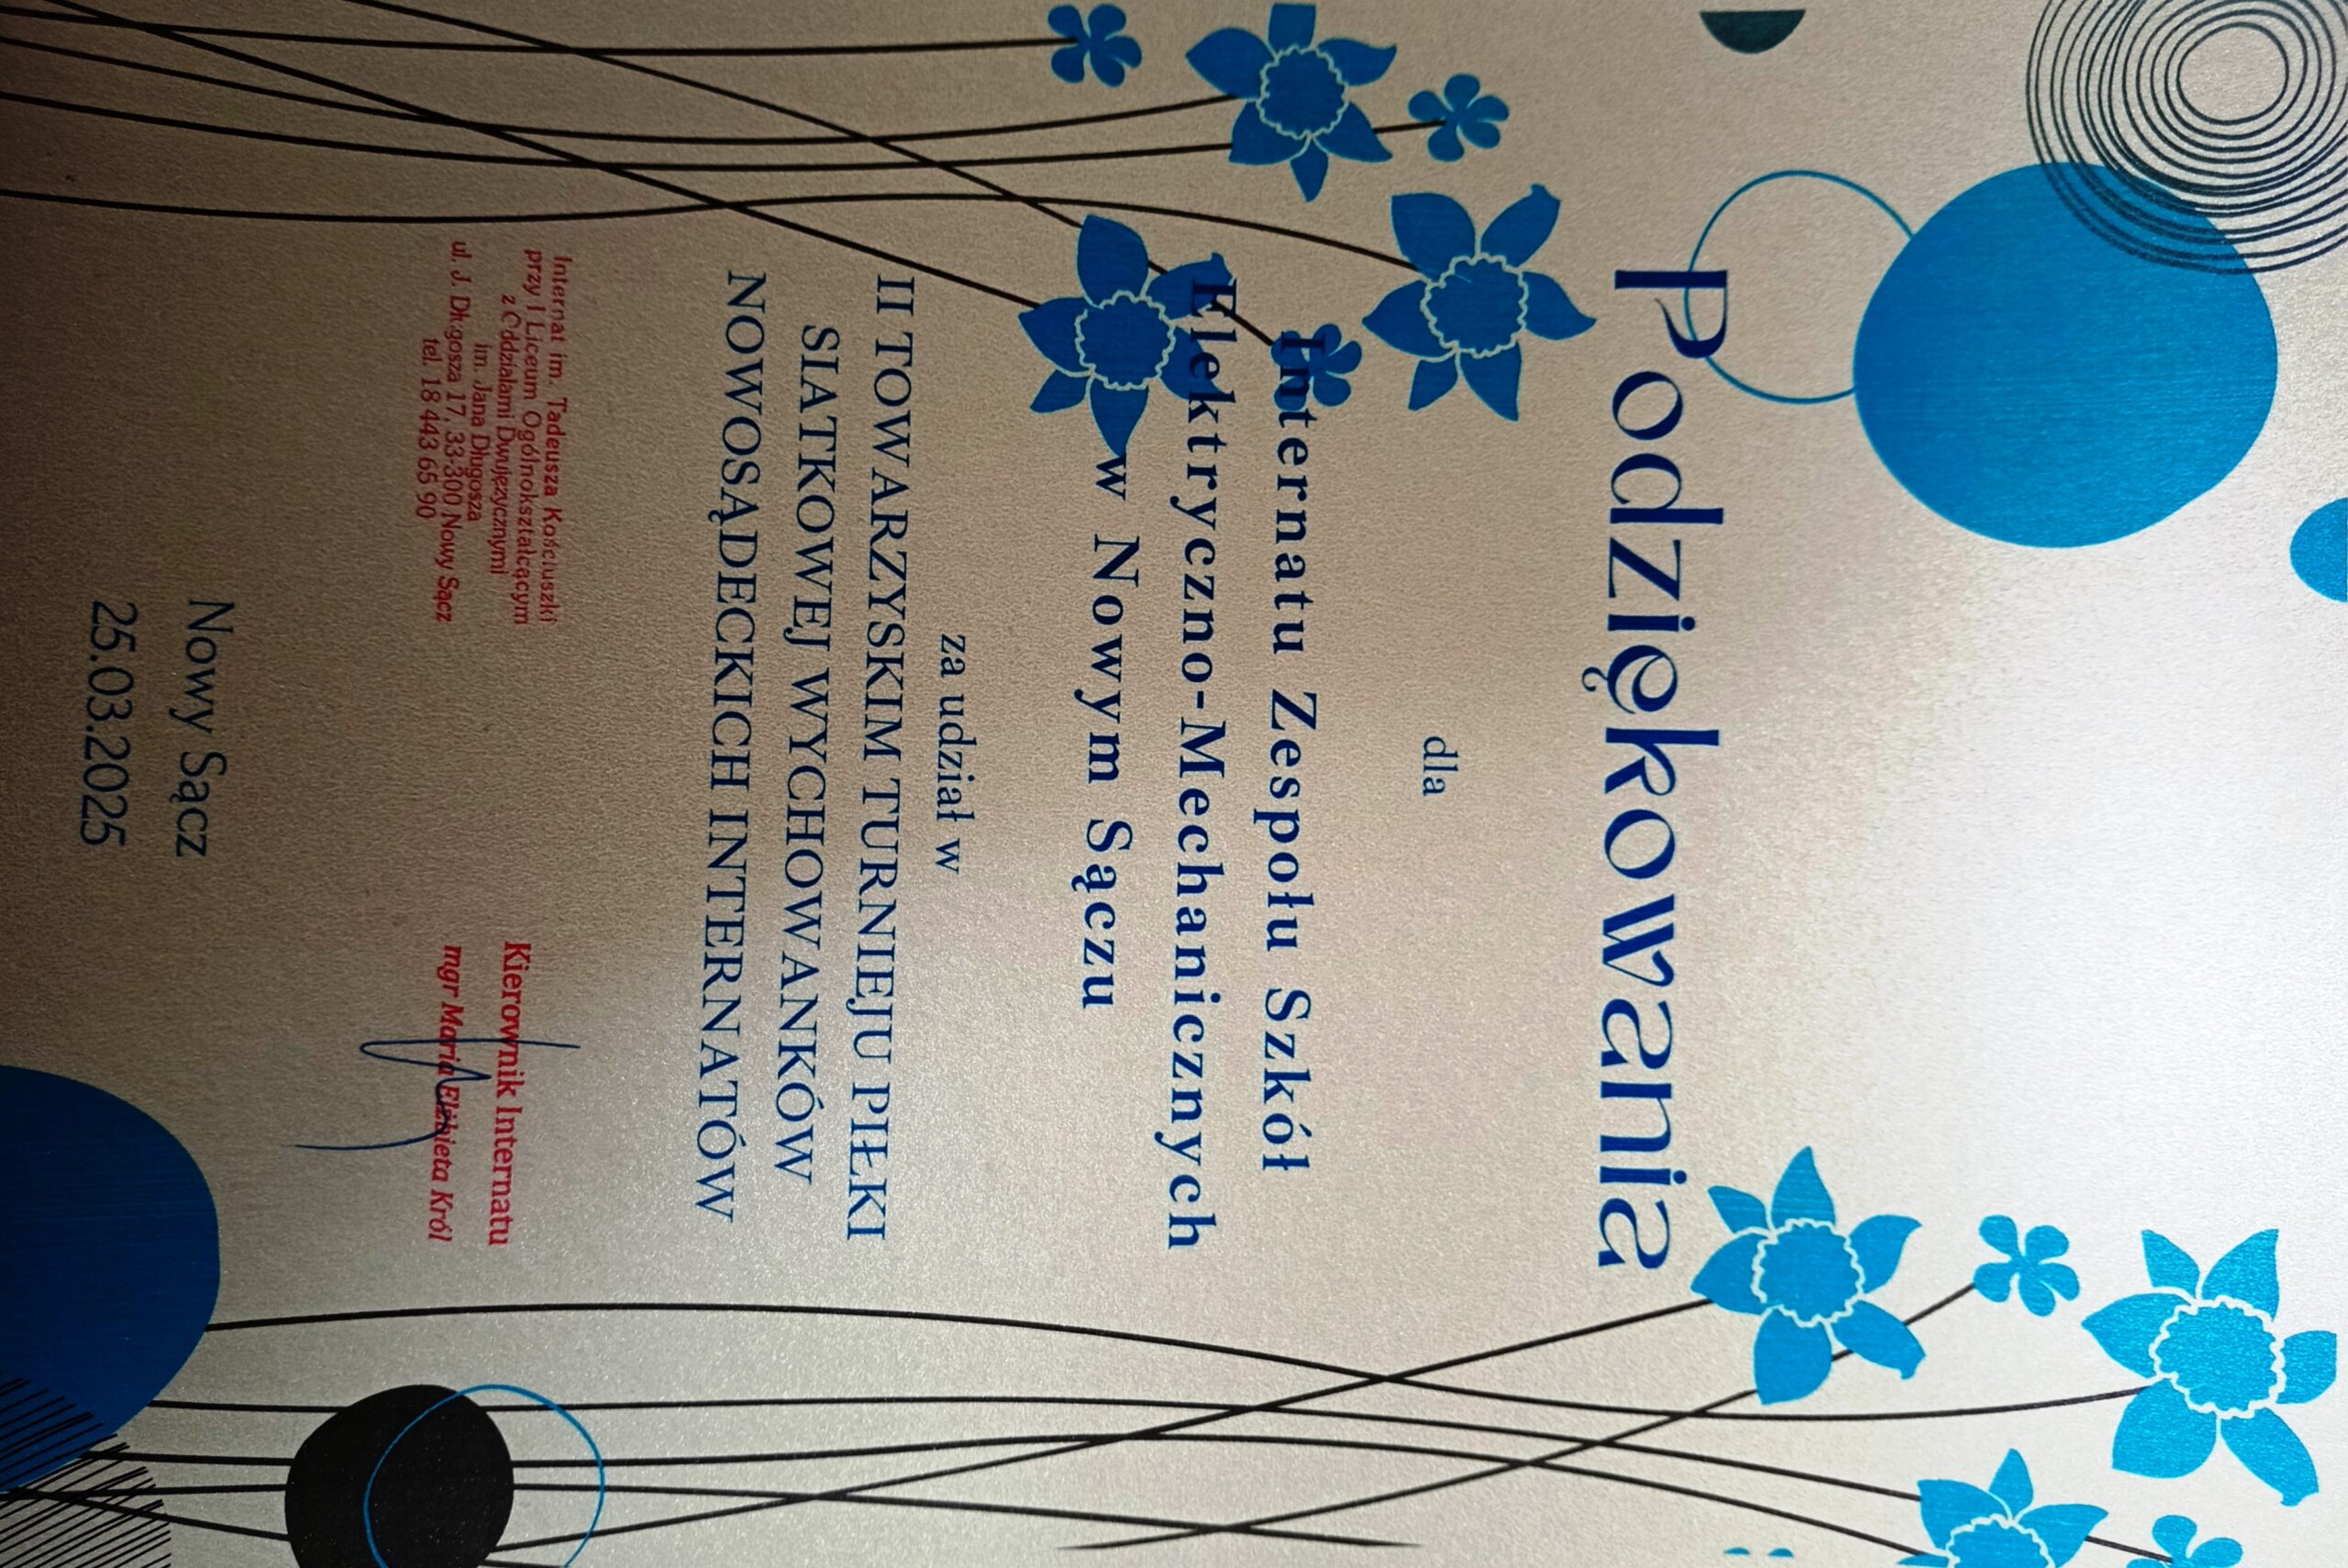 Podziękowania
dla
Internatu Zespołu Szkół
Elektryczno-Mechanicznych
w Nowym Sączu
za udział w
II TOWARZYSKIM TURNIEJU PIŁKI
SIATKOWEJ WYCHOWANKÓW
NOWOSĄDECKICH INTERNATÓW
Internat im. Tadeusza Kościuszki
przy I Liceum Ogólnokształcącym
z Oddziałami Dwujęzycznymi
im. Jana Długosza
ul. J. Długosza 17, 33-300 Nowy Sącz
tel. 18 443 65 90
Kierownik Internatu
mgr Maria Elżbieta Król
Nowy Sącz
25.03.2025